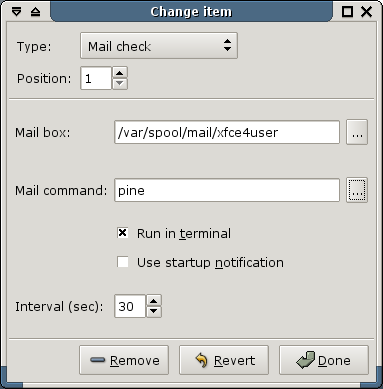 Change item
Type: Mail check
Position: 1
Mail box: /var/spool/mail/xfce4user ...
Mail command: pine ...
Run in terminal
Use startup notification
Interval (sec): 30
Remove Revert Done